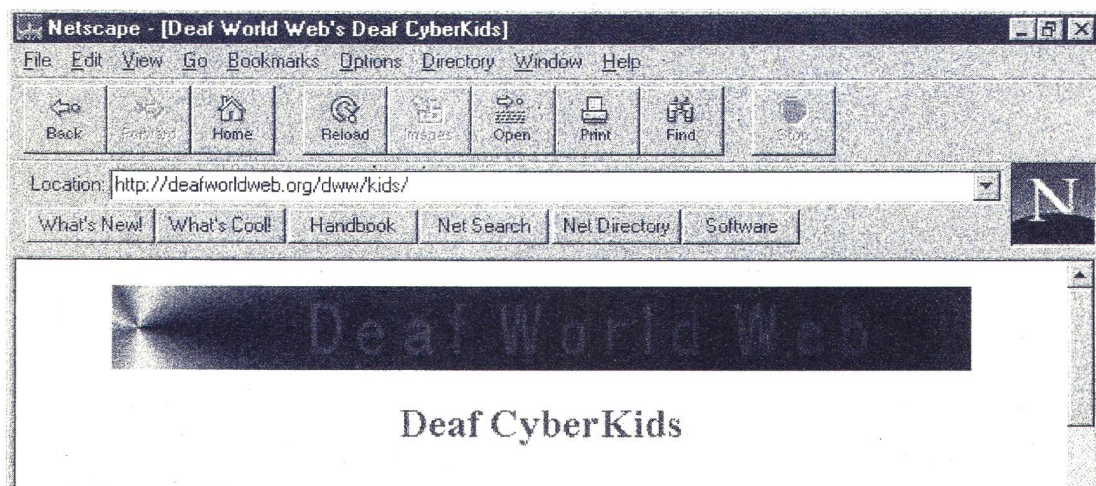 Netscape - [Deaf World Web's Deaf CyberKids]
File Edit View Go Bookmarks Options Directory Window Help
Back Forward Home Reload Images Open Print Find Stop
Location: http://deafworldweb.org/dww/kids/
N
What's New! What's Cool! Handbook Net Search Net Directory Software
Deaf World Web
Deaf CyberKids